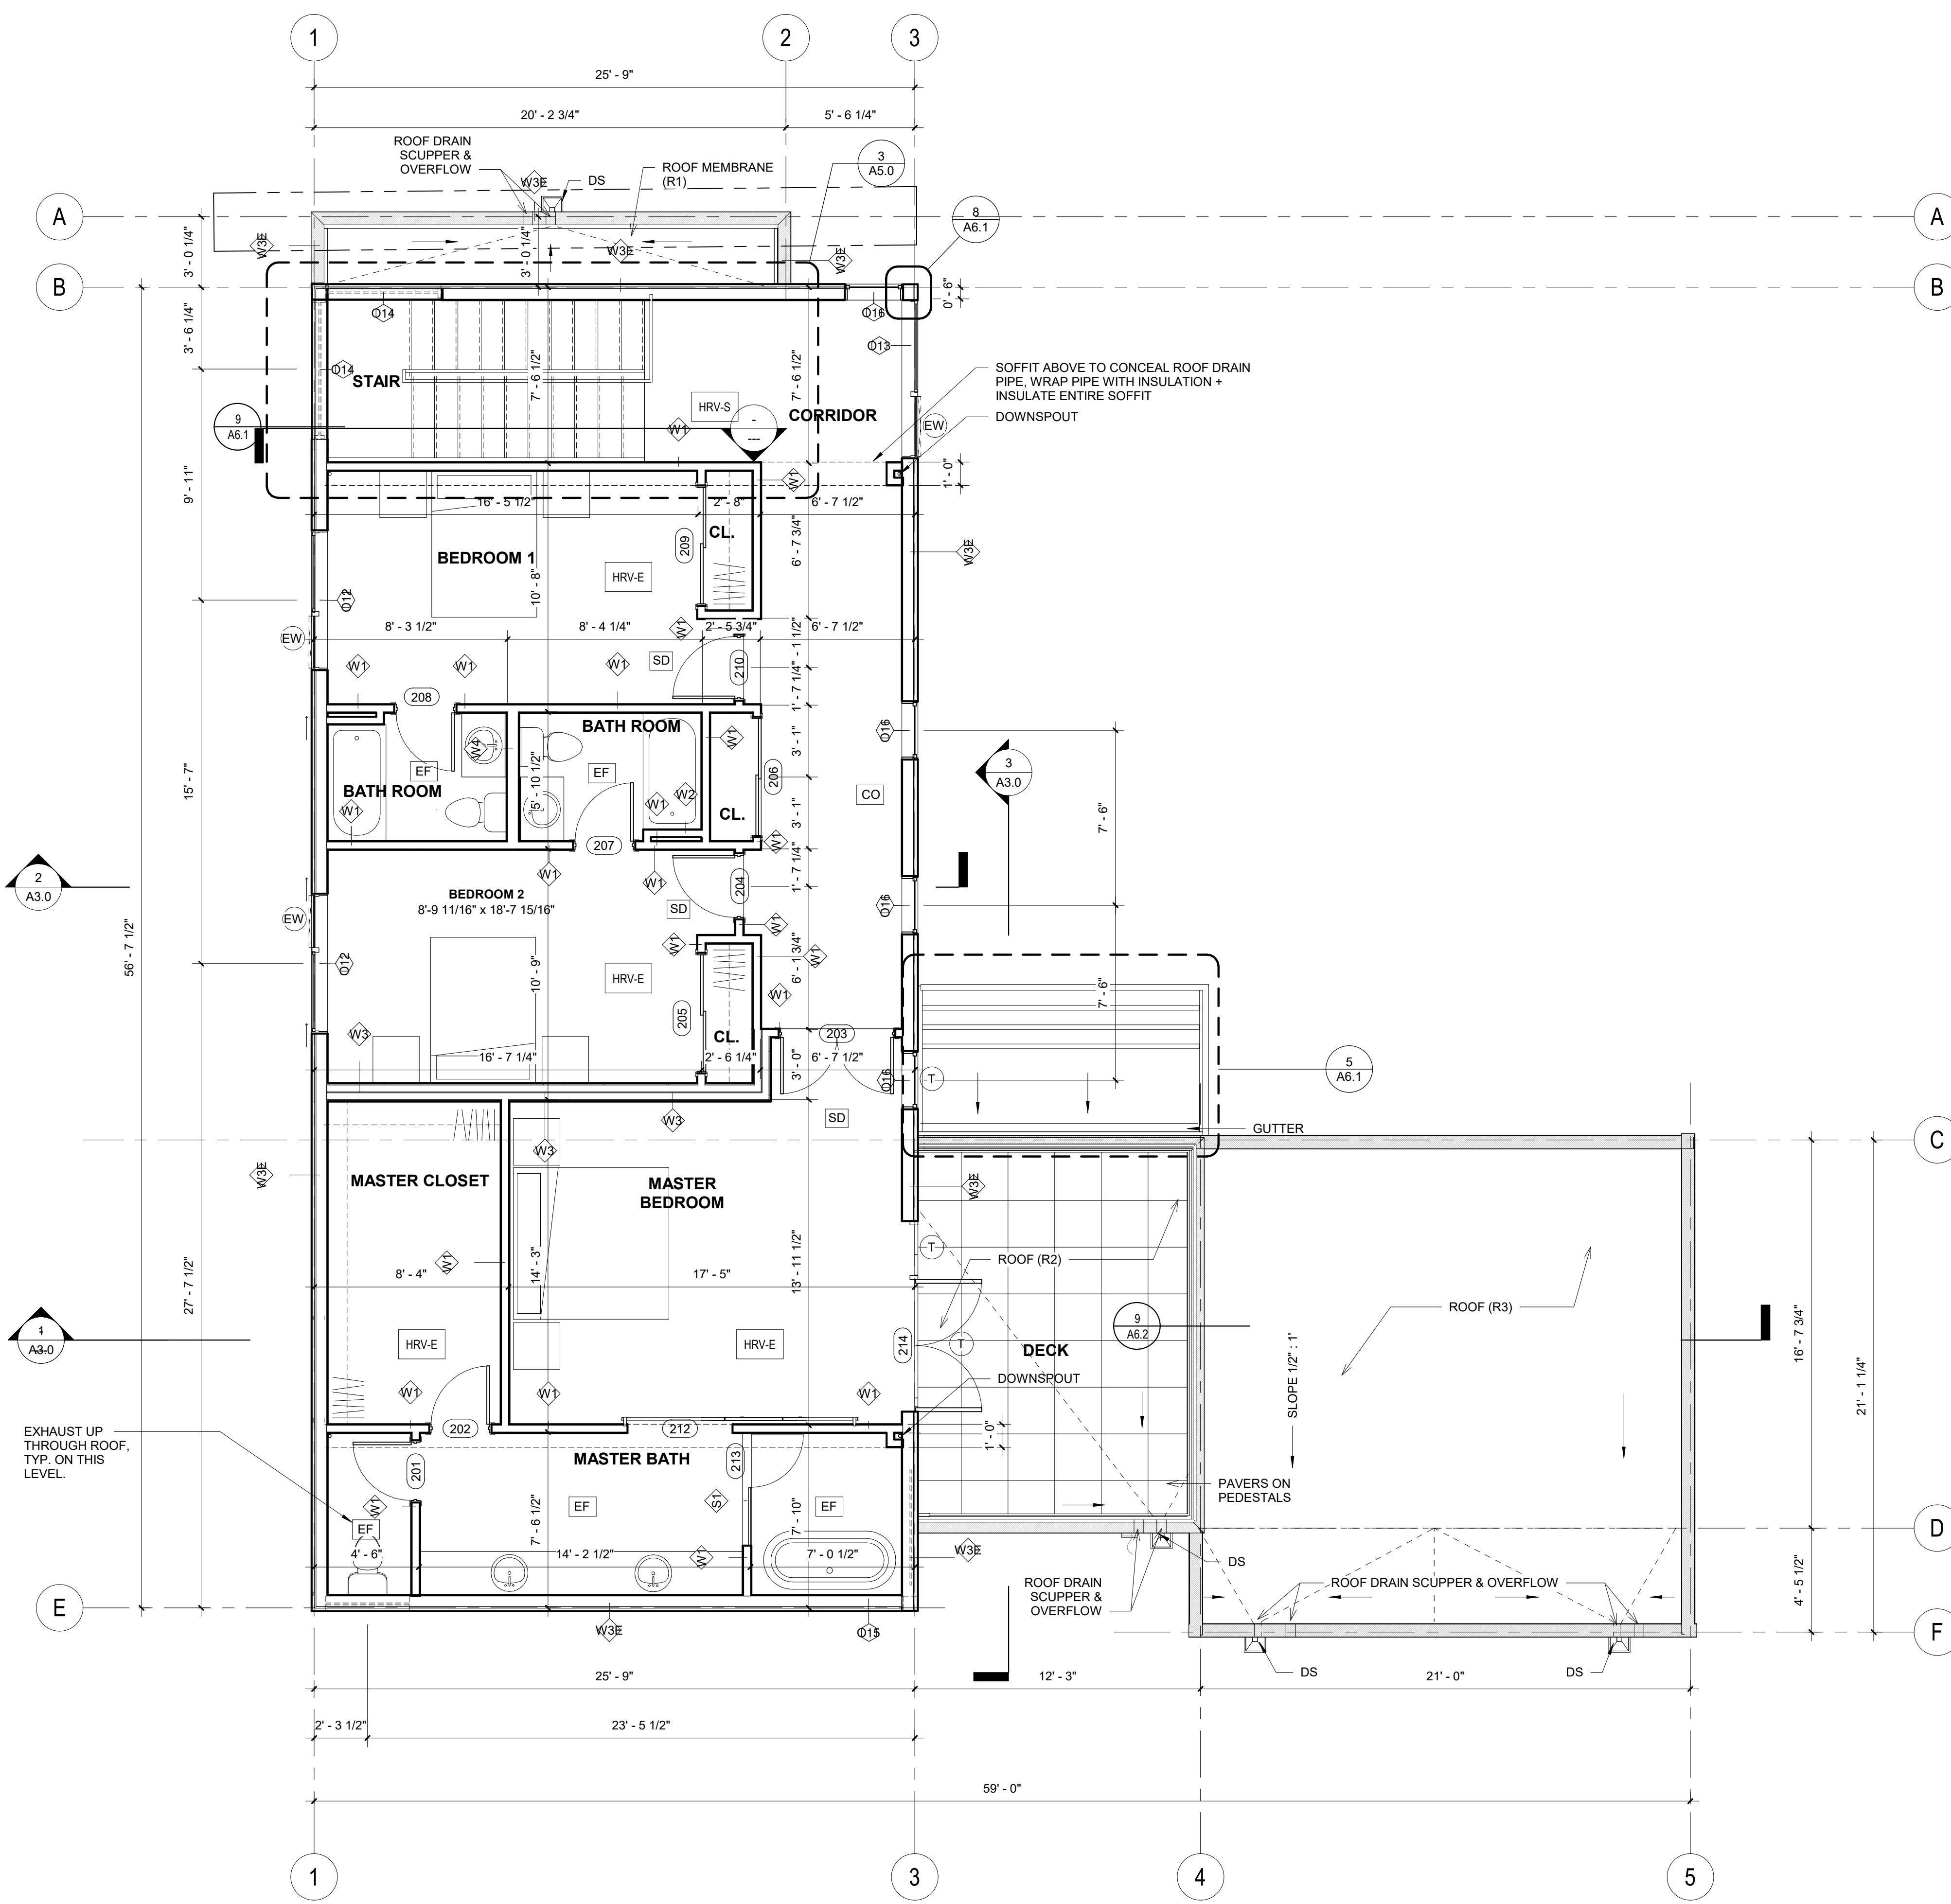 1
2
3
25' - 9"
20' - 2 3/4"
5' - 6 1/4"
ROOF DRAIN
SCUPPER &
OVERFLOW
W3E
DS
ROOF MEMBRANE
(R1)
3
A5.0
8
A6.1
A
A
3' - 0 1/4"
W3E
3' - 0 1/4"
W3E
W3E
B
B
0' - 6"
O14
O16
O13
3' - 6 1/4"
O14
STAIR
7' - 6 1/2"
7' - 6 1/2"
SOFFIT ABOVE TO CONCEAL ROOF DRAIN
PIPE, WRAP PIPE WITH INSULATION +
INSULATE ENTIRE SOFFIT
DOWNSPOUT
HRV-S
CORRIDOR
9
A6.1
W1
-
---
EW
9' - 11"
W1
1' - 0"
16' - 5 1/2"
2' - 8"
6' - 7 1/2"
CL.
209
6' - 7 3/4"
W3E
BEDROOM 1
10' - 8"
HRV-E
O12
EW
8' - 3 1/2"
8' - 4 1/4"
W1
2' - 5 3/4"
6' - 7 1/2"
1' - 1 1/2"
W1
W1
W1
SD
210
1' - 7 1/4"
208
BATH ROOM
W4
W1
3' - 1"
O16
EF
EF
206
5' - 10 1/2"
15' - 7"
BATH ROOM
W1
W1
W2
CL.
CO
3' - 1"
3
A3.0
7' - 6"
207
W1
W1
W1
1' - 7 1/4"
204
2
A3.0
BEDROOM 2
8'-9 11/16" x 18'-7 15/16"
SD
EW
W1
O16
W1
W1
6' - 1 3/4"
56' - 7 1/2"
O12
10' - 9"
HRV-E
W1
7' - 6"
205
W3
CL.
203
16' - 7 1/4"
2' - 6 1/4"
6' - 7 1/2"
3' - 0"
O16
T
5
A6.1
W3
SD
GUTTER
C
C
W3
W3E
MASTER CLOSET
MASTER
BEDROOM
W3E
T
ROOF (R2)
8' - 4"
W1
14' - 3"
17' - 5"
13' - 11 1/2"
27' - 7 1/2"
ROOF (R3)
9
A6.2
1
A3.0
HRV-E
HRV-E
214
T
DECK
SLOPE 1/2" : 1'
16' - 7 3/4"
21' - 1 1/4"
DOWNSPOUT
W1
W1
W1
EXHAUST UP
THROUGH ROOF,
TYP. ON THIS
LEVEL.
202
212
1' - 0"
201
MASTER BATH
213
PAVERS ON
PEDESTALS
W1
EF
S1
EF
EF
7' - 6 1/2"
7' - 10"
D
4' - 6"
14' - 2 1/2"
W1
7' - 0 1/2"
W3E
DS
ROOF DRAIN
SCUPPER &
OVERFLOW
ROOF DRAIN SCUPPER & OVERFLOW
4' - 5 1/2"
E
W3E
O15
F
DS
DS
25' - 9"
12' - 3"
21' - 0"
2' - 3 1/2"
23' - 5 1/2"
59' - 0"
1
3
4
5